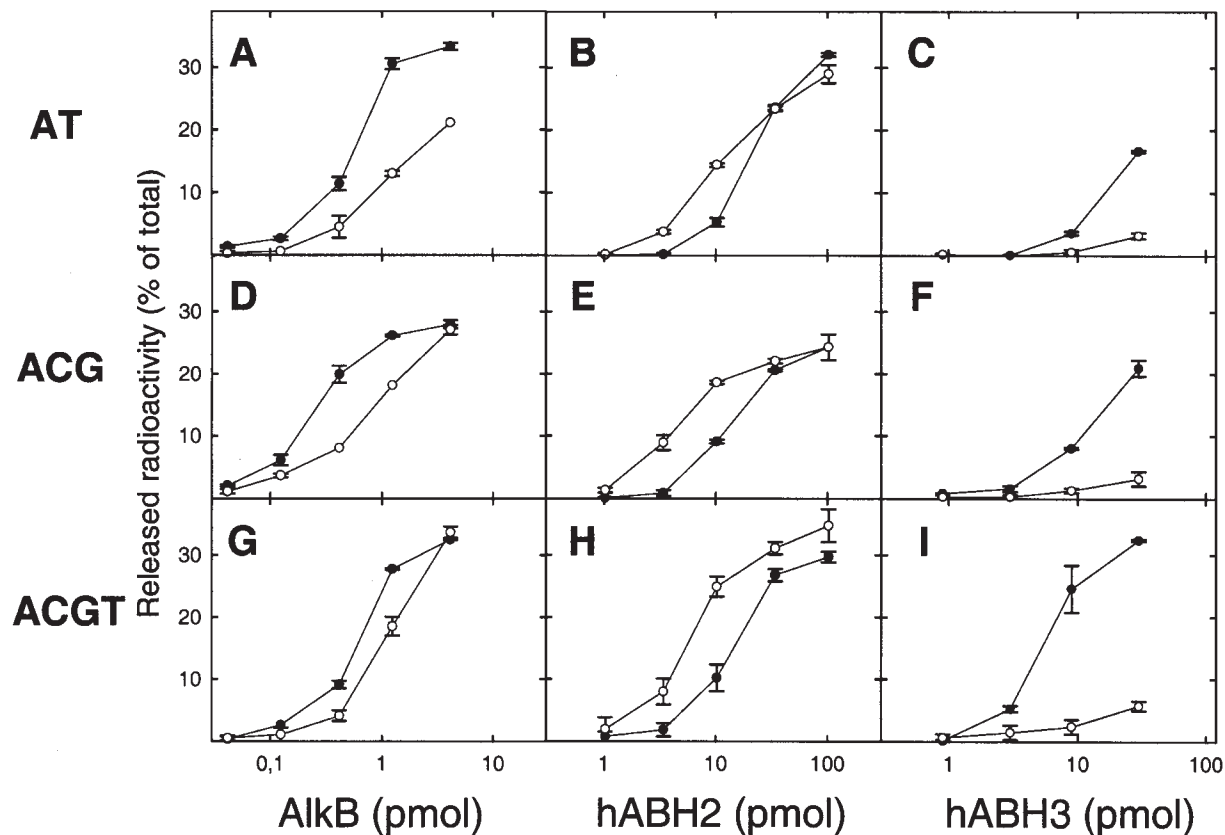 A B C
AT
30
20
10
Released radioactivity (% of total)
D E F
ACG
30
20
10
G H I
ACGT
30
20
10
0,1 1 10 1 10 100 1 10 100
AlkB (pmol) hABH2 (pmol) hABH3 (pmol)